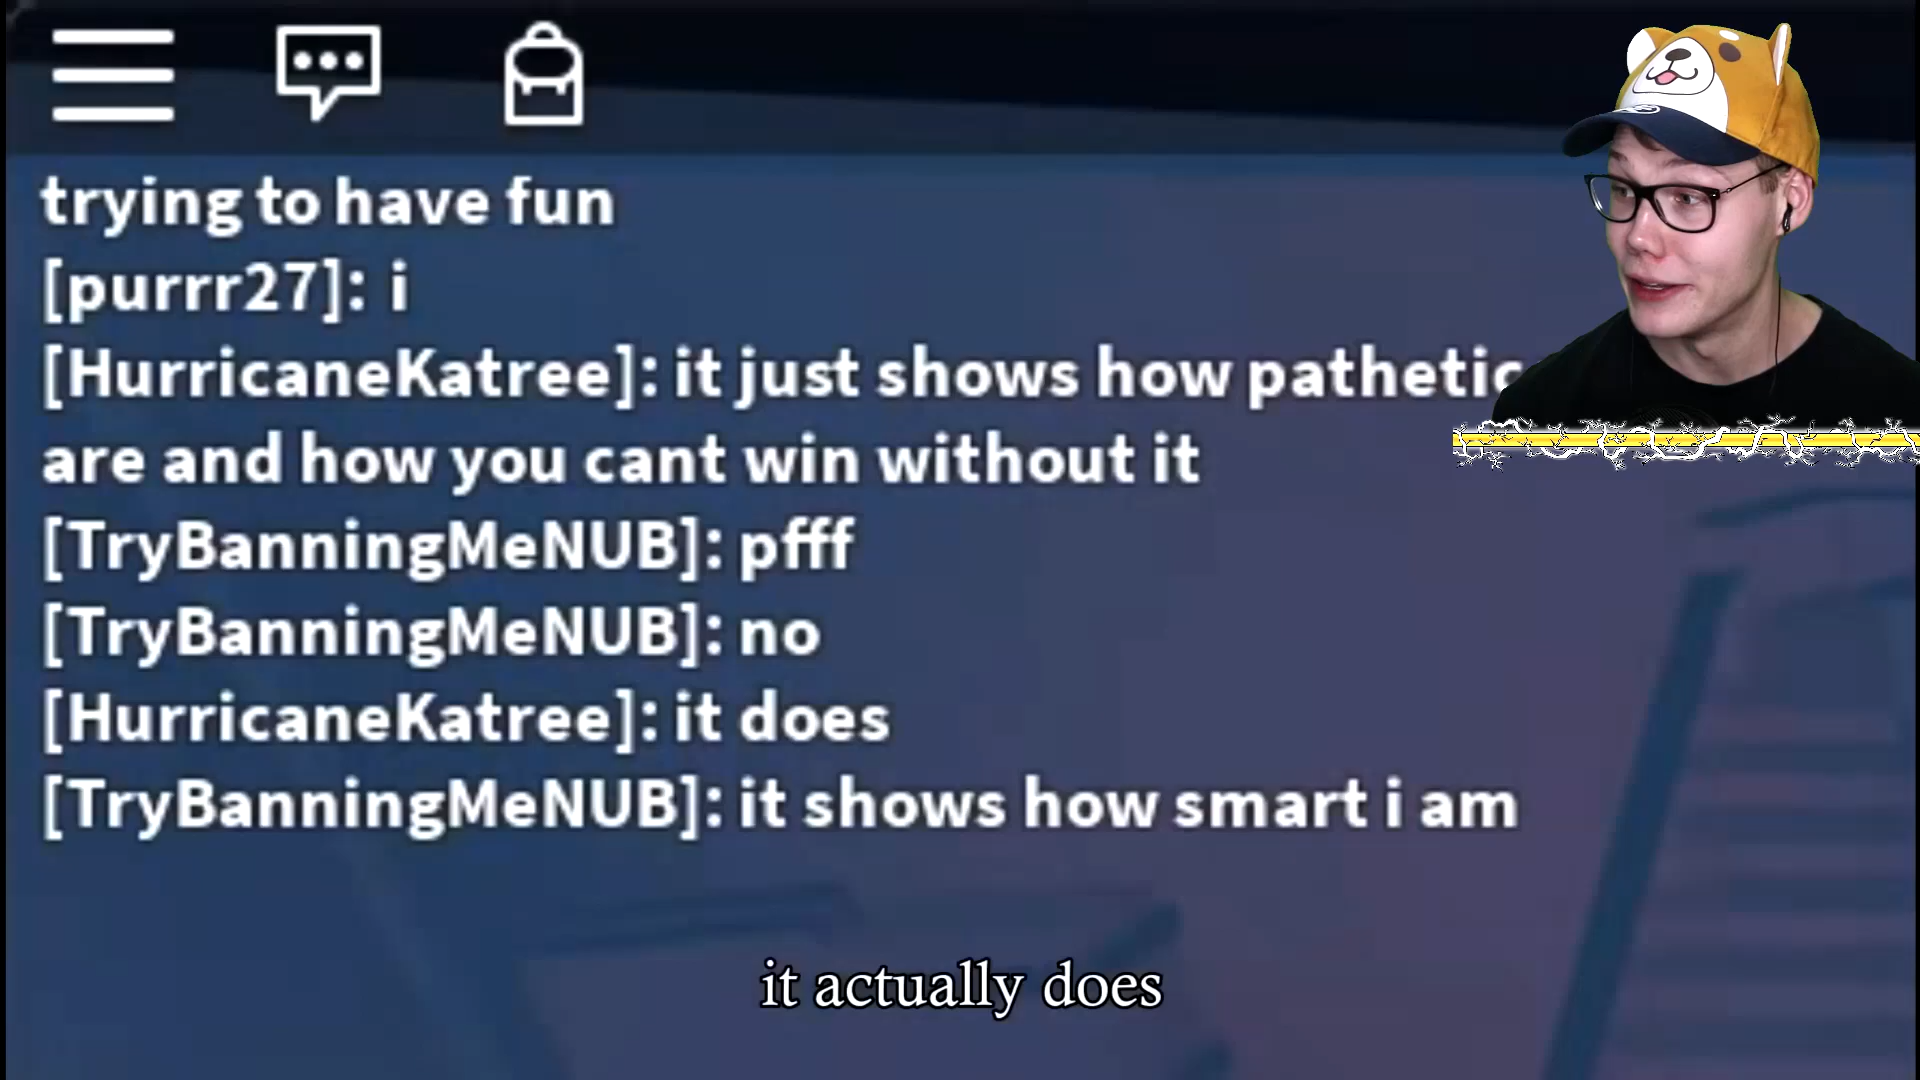 trying to have fun
[purrr27]: i
[HurricaneKatree]: it just shows how pathetic
are and how you cant win without it
[TryBanningMeNUB]: pfff
[TryBanningMeNUB]: no
[HurricaneKatree]: it does
[TryBanningMeNUB]: it shows how smart i am
it actually does